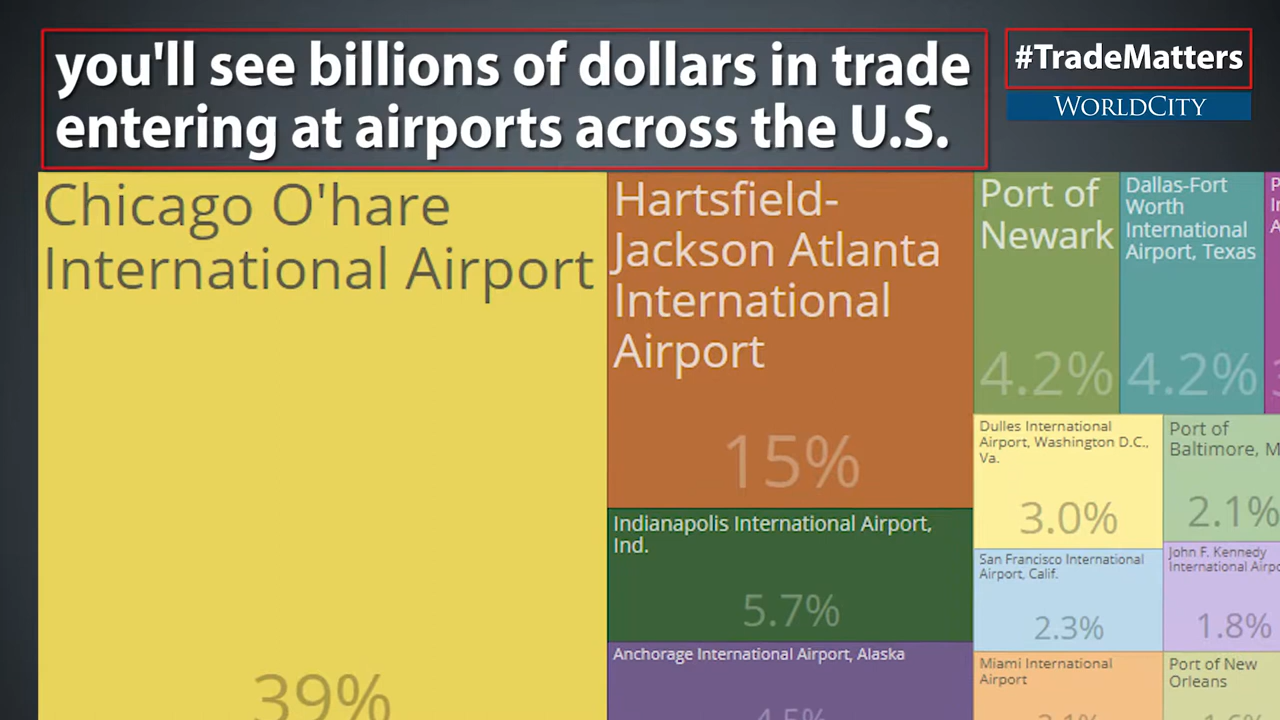 you'll see billions of dollars in trade
entering at airports across the U.S.
#TradeMatters
WORLDCITY
Chicago O'hare
International Airport
39%
Hartsfield-
Jackson Atlanta
International
Airport
15%
Indianapolis International Airport,
Ind.
5.7%
Anchorage International Airport, Alaska
4.5%
Port of
Newark
4.2%
Dallas-Fort
Worth
International
Airport, Texas
4.2%
Dulles International
Airport, Washington D.C.,
Va.
3.0%
Port of
Baltimore,
2.1%
San Francisco International
Airport, Calif.
2.3%
John F. Kennedy
International
1.8%
Miami International
Airport
Port of New
Orleans